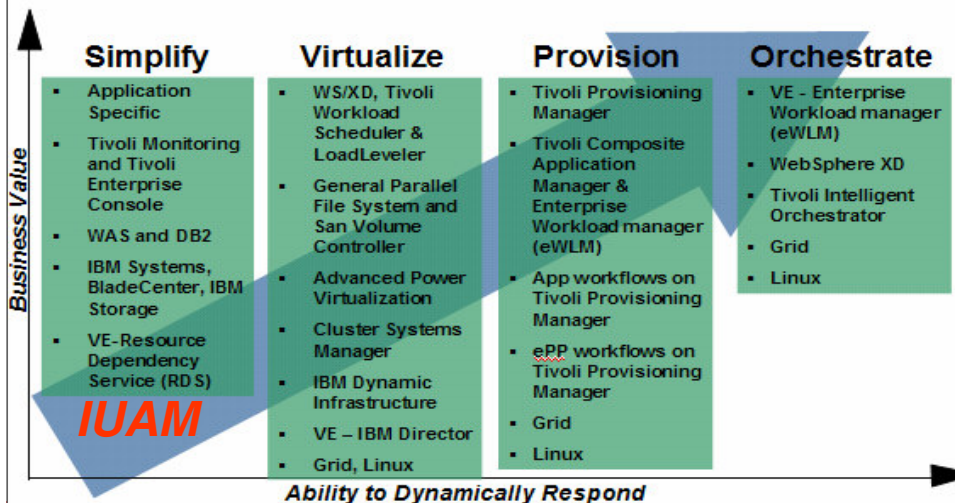 Business Value
Simplify
Application
Specific
Tivoli Monitoring
and Tivoli
Enterprise
Console
WAS and DB2
IBM Systems,
BladeCenter, IBM
Storage
VE-Resource
Dependency
Service (RDS)
IUAM
Virtualize
WS/XD, Tivoli
Workload
Scheduler &
LoadLeveler
General Parallel
File System and
San Volume
Controller
Advanced Power
Virtualization
Cluster Systems
Manager
IBM Dynamic
Infrastructure
VE – IBM Director
Grid, Linux
Provision
Tivoli Provisioning
Manager
Tivoli Composite
Application
Manager &
Enterprise
Workload manager
(eWLM)
App workflows on
Tivoli Provisioning
Manager
ePP workflows on
Tivoli Provisioning
Manager
Grid
Linux
Orchestrate
VE - Enterprise
Workload manager
(eWLM)
WebSphere XD
Tivoli Intelligent
Orchestrator
Grid
Linux
Ability to Dynamically Respond